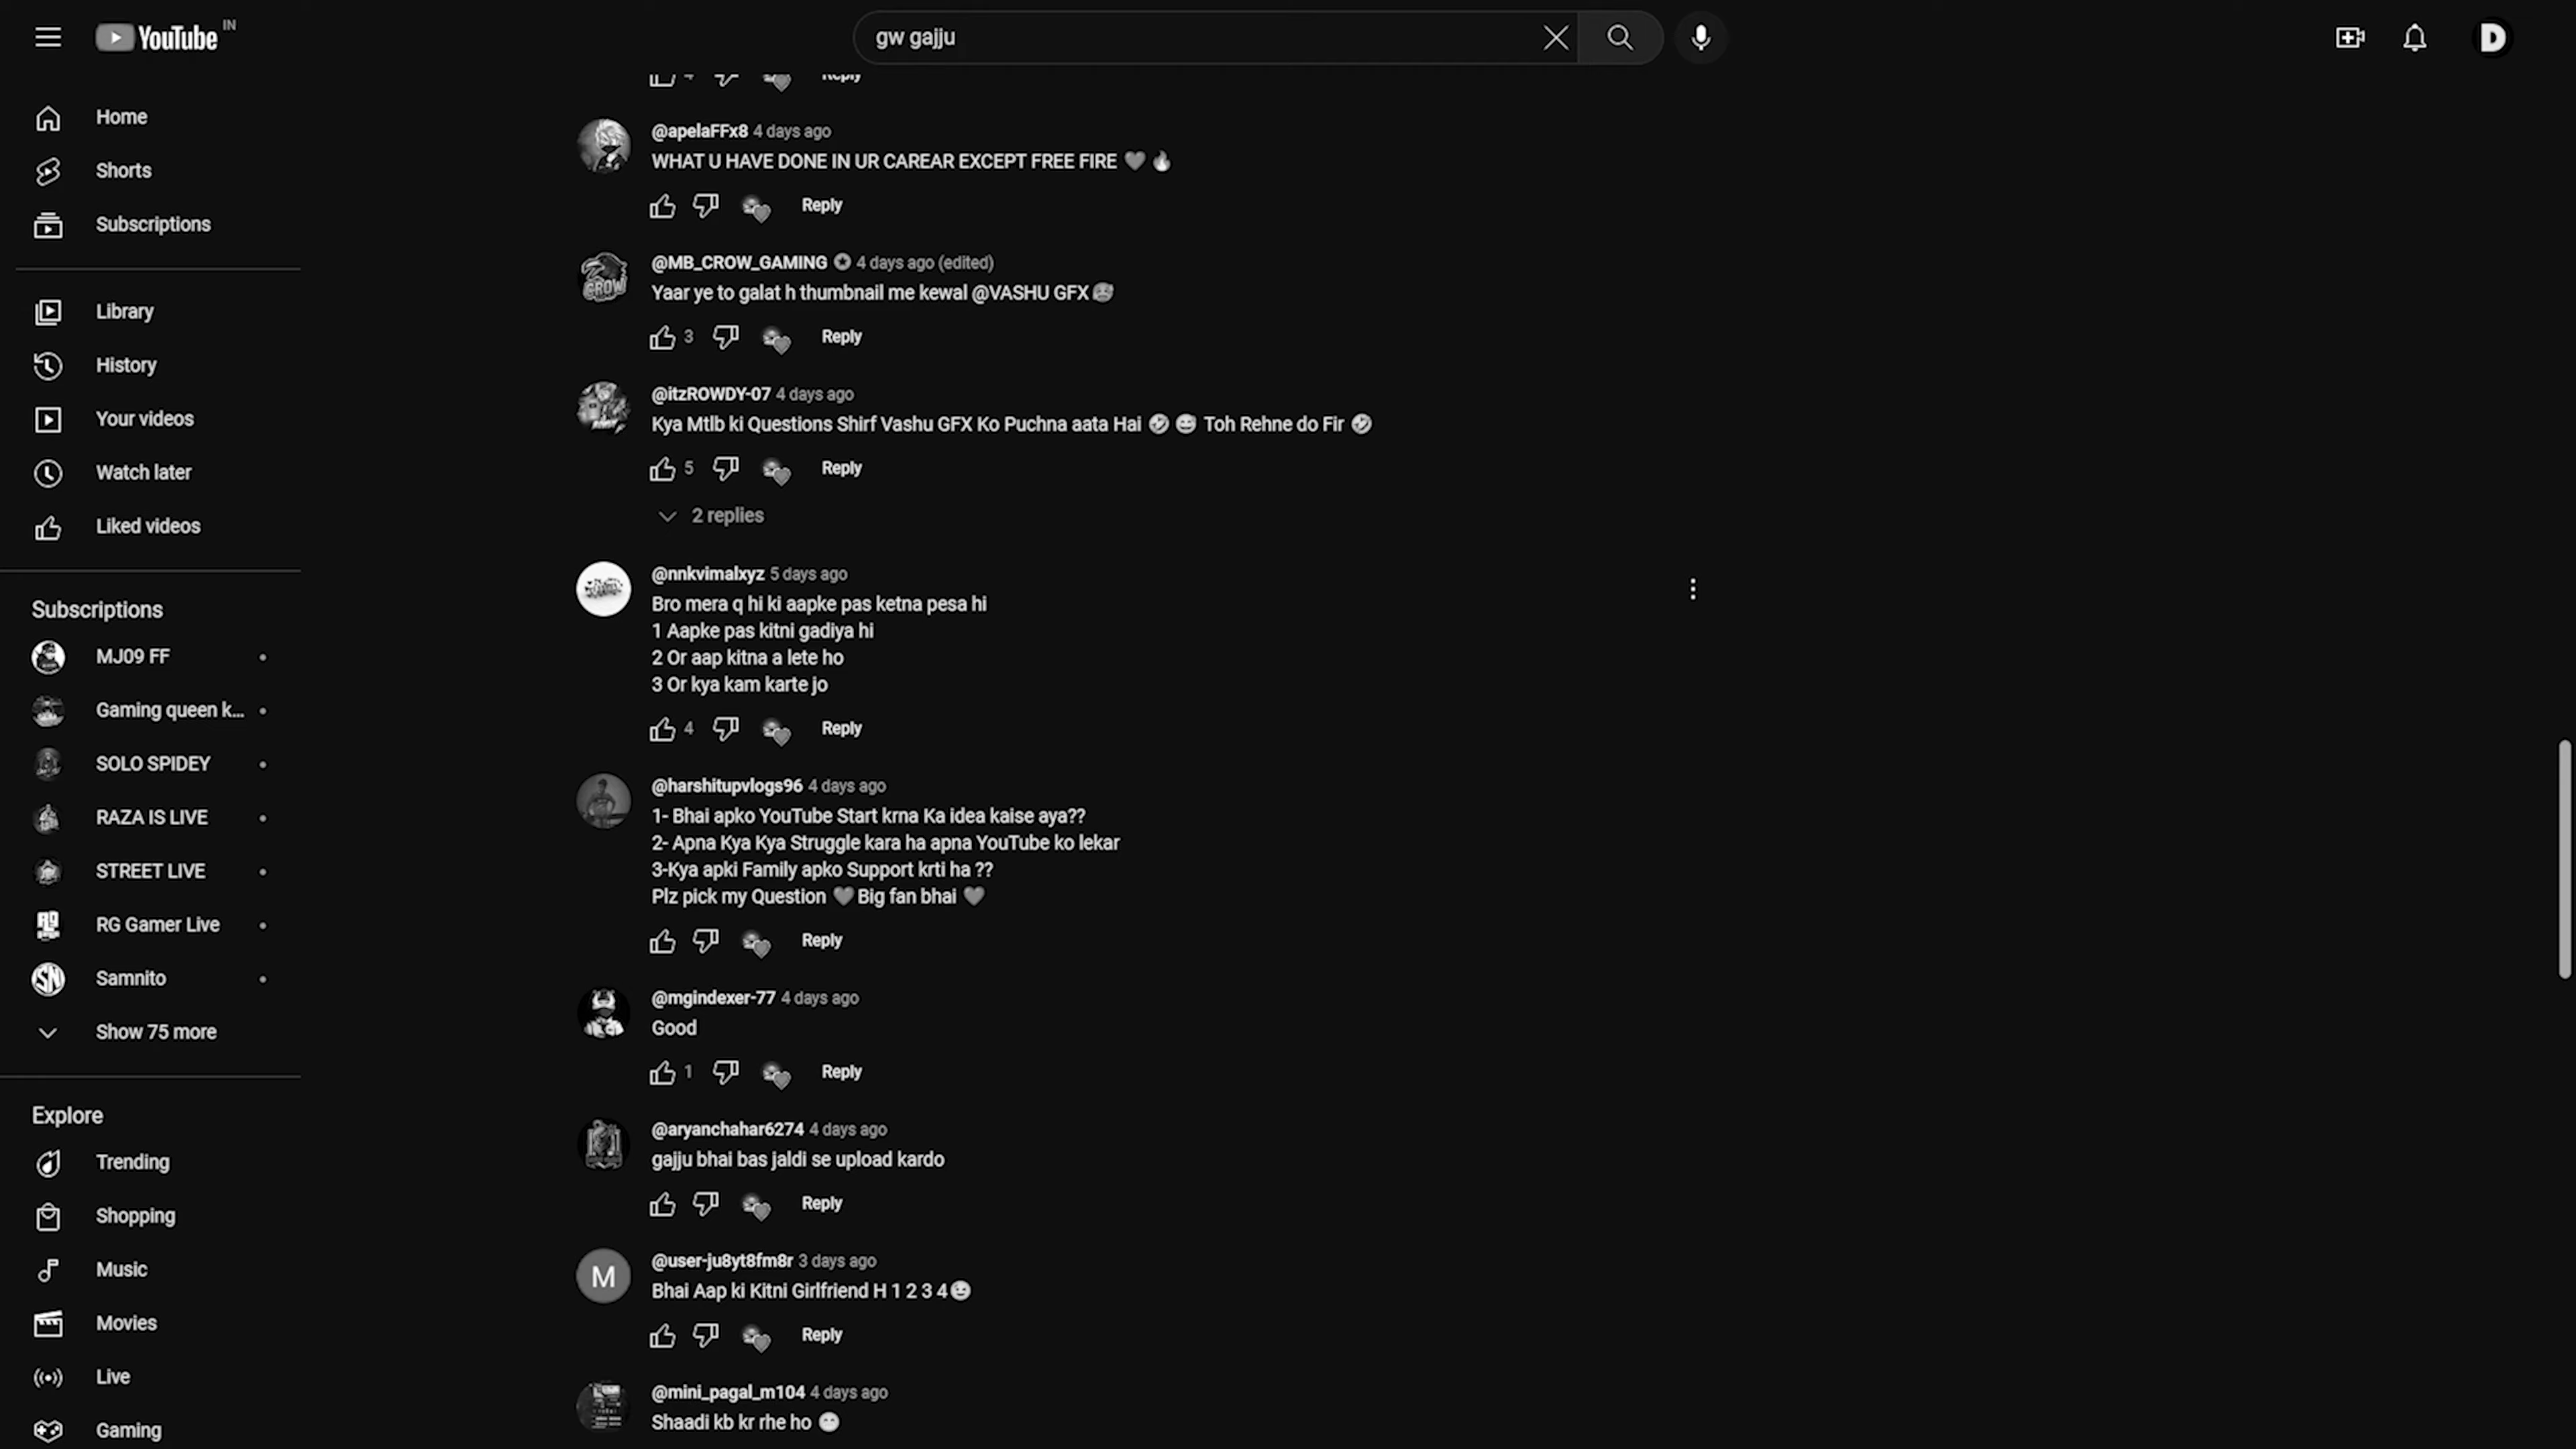 YouTube IN
gw gajju
Home
Shorts
Subscriptions
Library
History
Your videos
Watch later
Liked videos
Subscriptions
MJ09 FF
Gaming queen k...
SOLO SPIDEY
RAZA IS LIVE
STREET LIVE
RG Gamer Live
Samnito
Show 75 more
Explore
Trending
Shopping
Music
Movies
Live
Gaming
4 Reply
@apelaFFx8 4 days ago
WHAT U HAVE DONE IN UR CAREAR EXCEPT FREE FIRE 🖤 🔥
Reply
@MB_CROW_GAMING 4 days ago (edited)
Yaar ye to galat h thumbnail me kewal @VASHU GFX
3 Reply
@itzROWDY-07 4 days ago
Kya Mtlb ki Questions Shirf Vashu GFX Ko Puchna aata Hai 🤣 😅 Toh Rehne do Fir 🤣
5 Reply
2 replies
@nnkvimalxyz 5 days ago
Bro mera q hi ki aapke pas ketna pesa hi
1 Aapke pas kitni gadiya hi
2 Or aap kitna a lete ho
3 Or kya kam karte jo
4 Reply
@harshitupvlogs96 4 days ago
1- Bhai apko YouTube Start krna Ka idea kaise aya??
2- Apna Kya Kya Struggle kara ha apna YouTube ko lekar
3-Kya apki Family apko Support krti ha ??
Plz pick my Question 🖤 Big fan bhai 🖤
Reply
@mgindexer-77 4 days ago
Good
1 Reply
@aryanchahar6274 4 days ago
gajju bhai bas jaldi se upload kardo
Reply
M
@user-ju8yt8fm8r 3 days ago
Bhai Aap ki Kitni Girlfriend H 1 2 3 4😉
Reply
@mini_pagal_m104 4 days ago
Shaadi kb kr rhe ho 😁